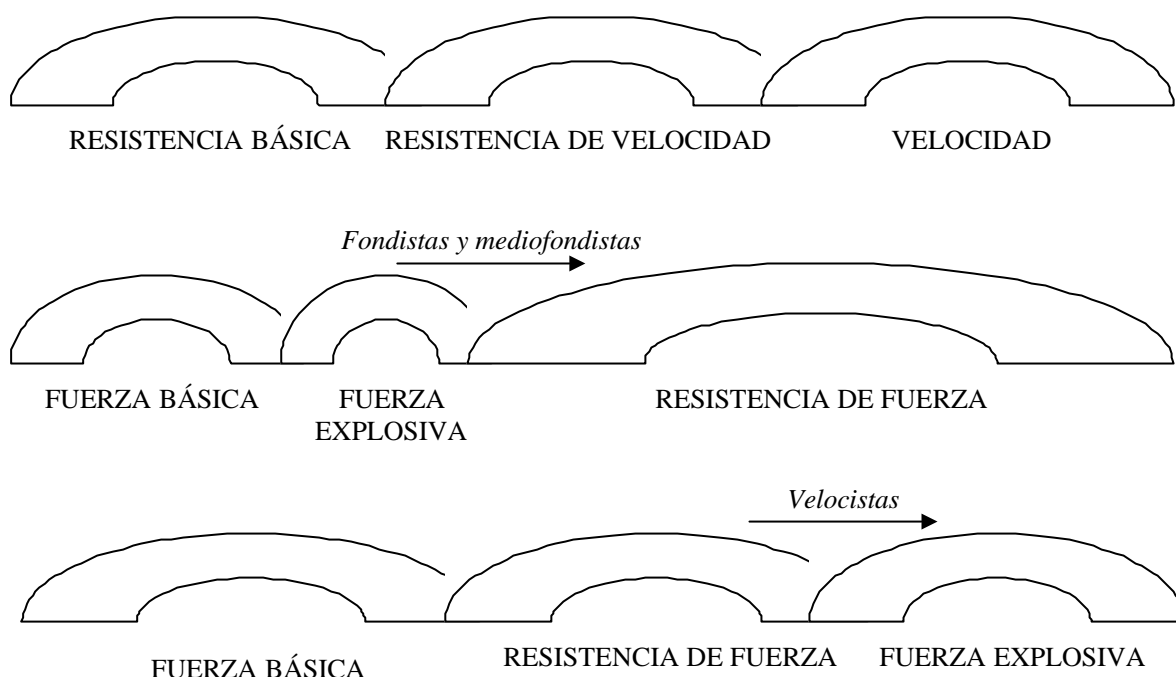 RESISTENCIA BÁSICA RESISTENCIA DE VELOCIDAD VELOCIDAD
Fondistas y mediofondistas
FUERZA BÁSICA FUERZA RESISTENCIA DE FUERZA
EXPLOSIVA
Velocistas
FUERZA BÁSICA RESISTENCIA DE FUERZA FUERZA EXPLOSIVA